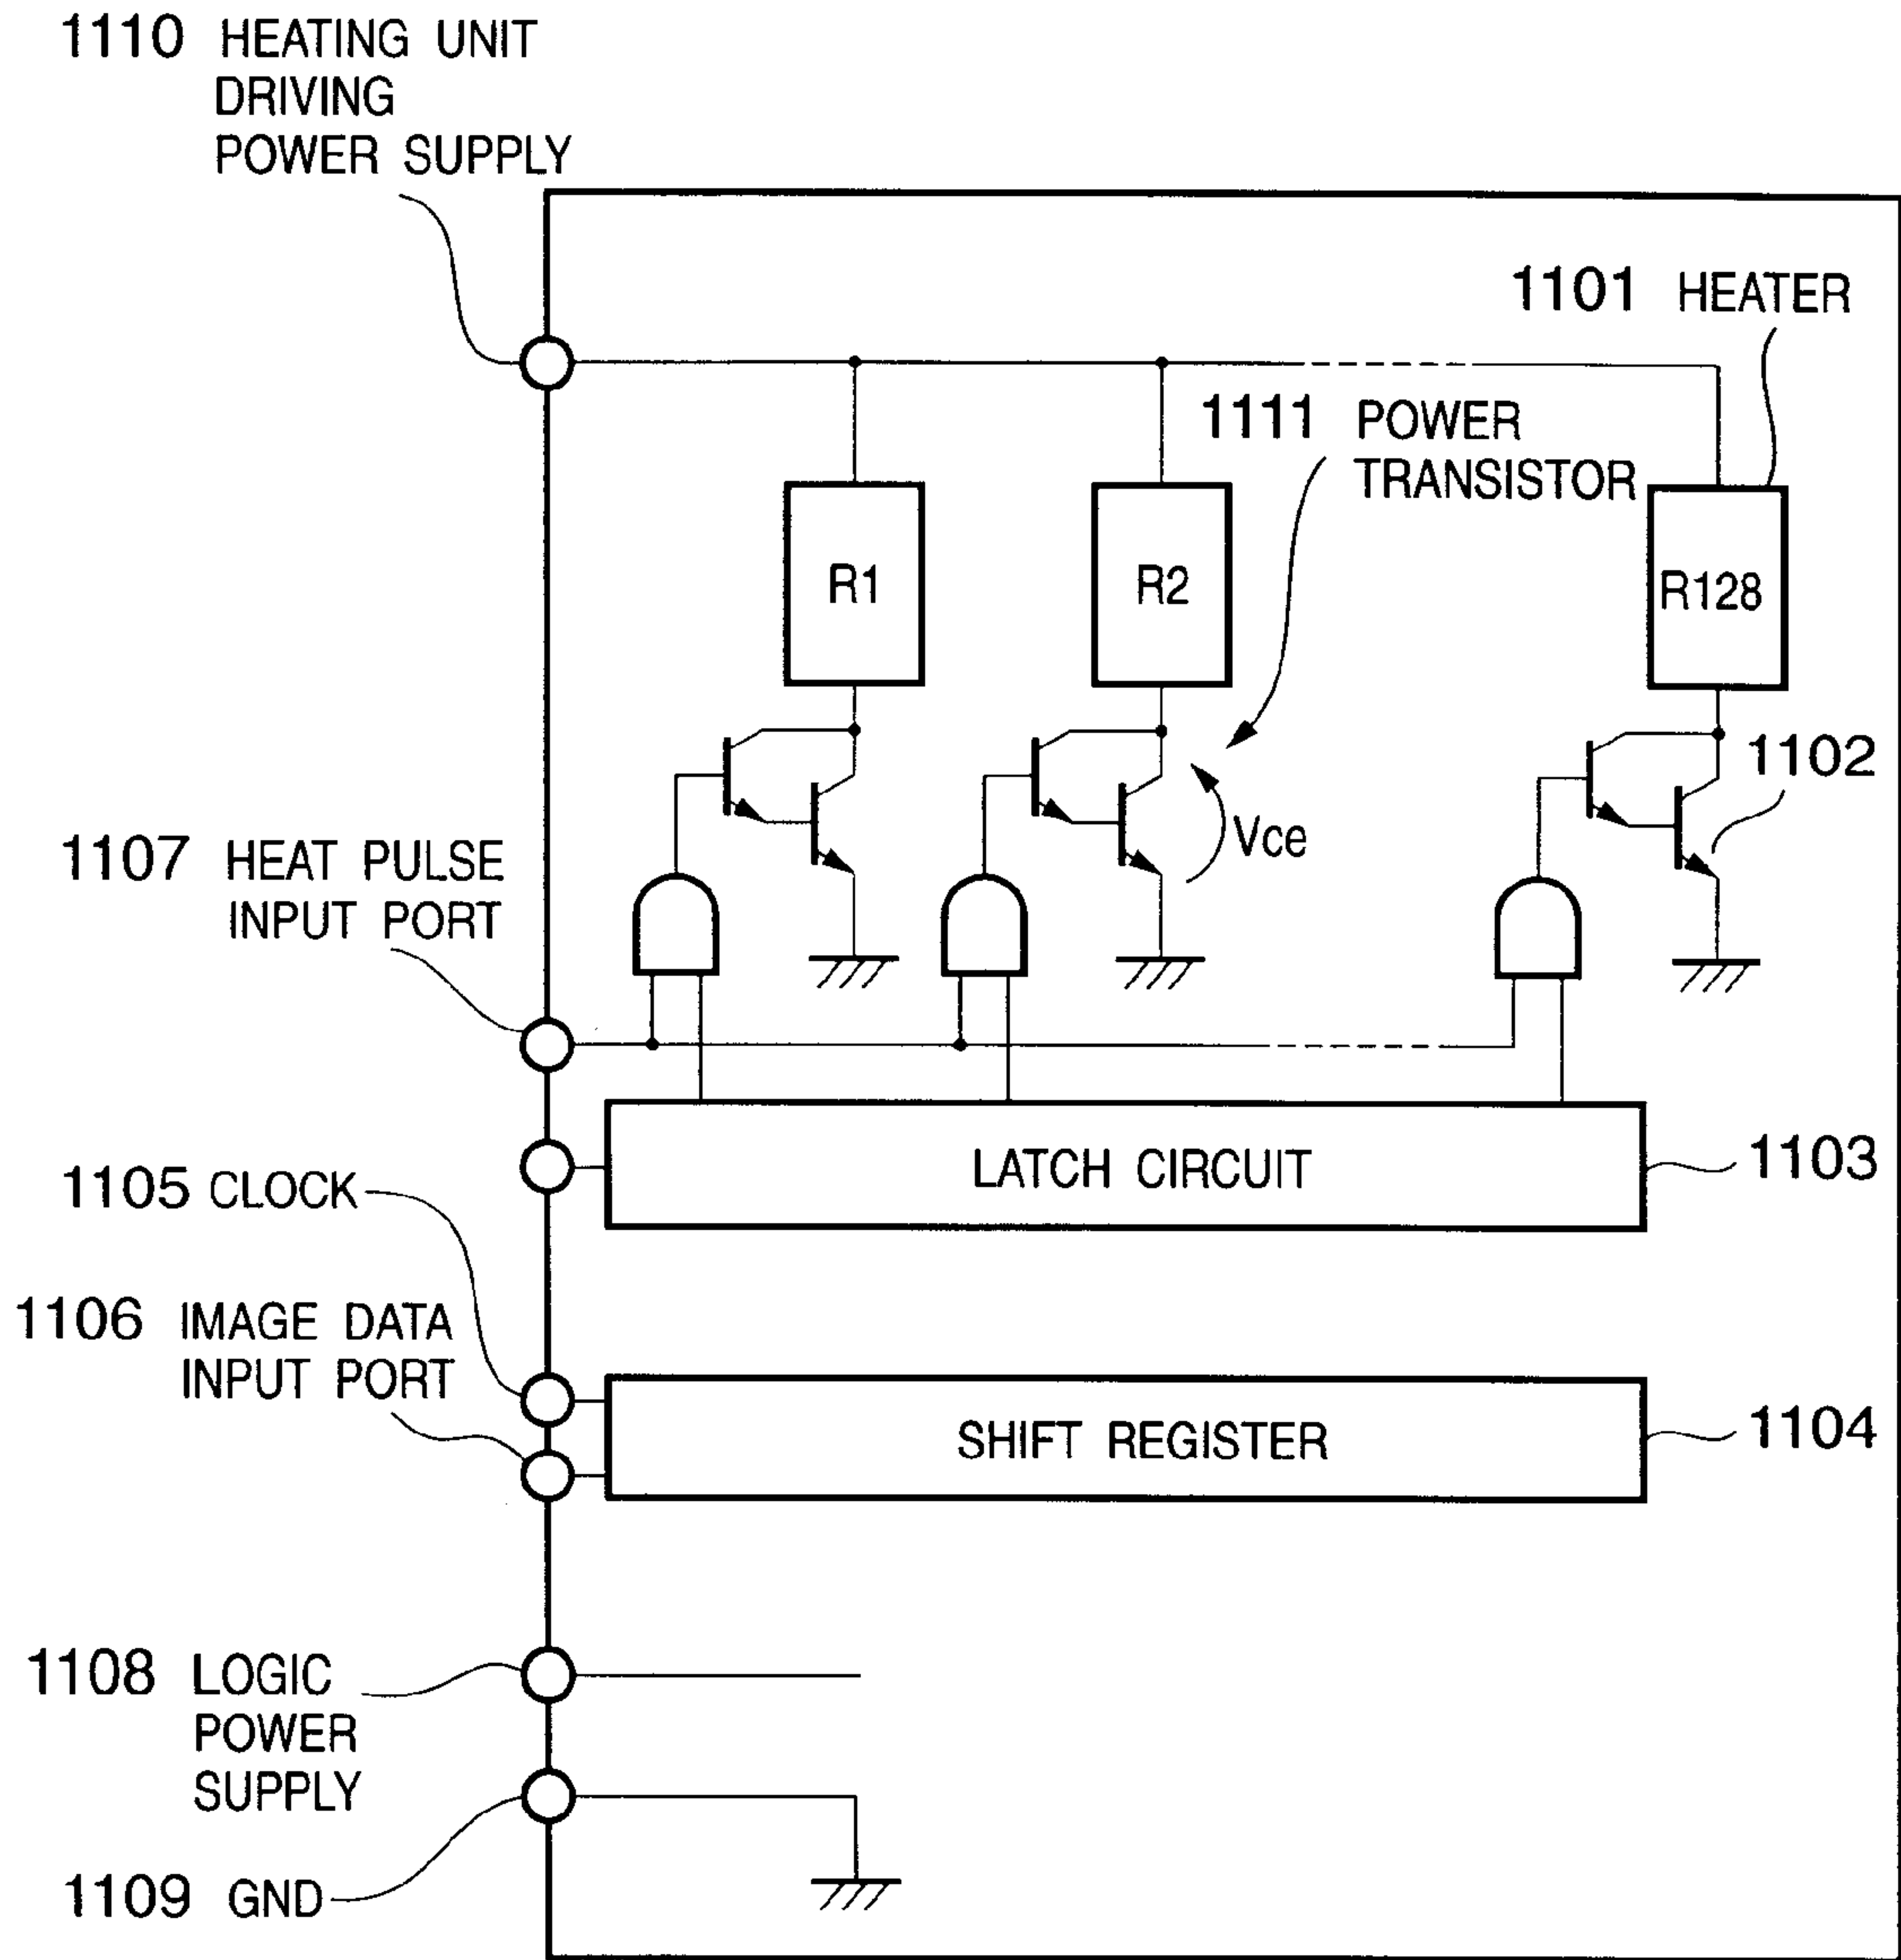 1110 HEATING UNIT
DRIVING
POWER SUPPLY
1101 HEATER
1111 POWER
TRANSISTOR
R1
R2
R128
1102
Vce
1107 HEAT PULSE
INPUT PORT
LATCH CIRCUIT
1103
1105 CLOCK
1106 IMAGE DATA
INPUT PORT
SHIFT REGISTER
1104
1108 LOGIC
POWER
SUPPLY
1109 GND